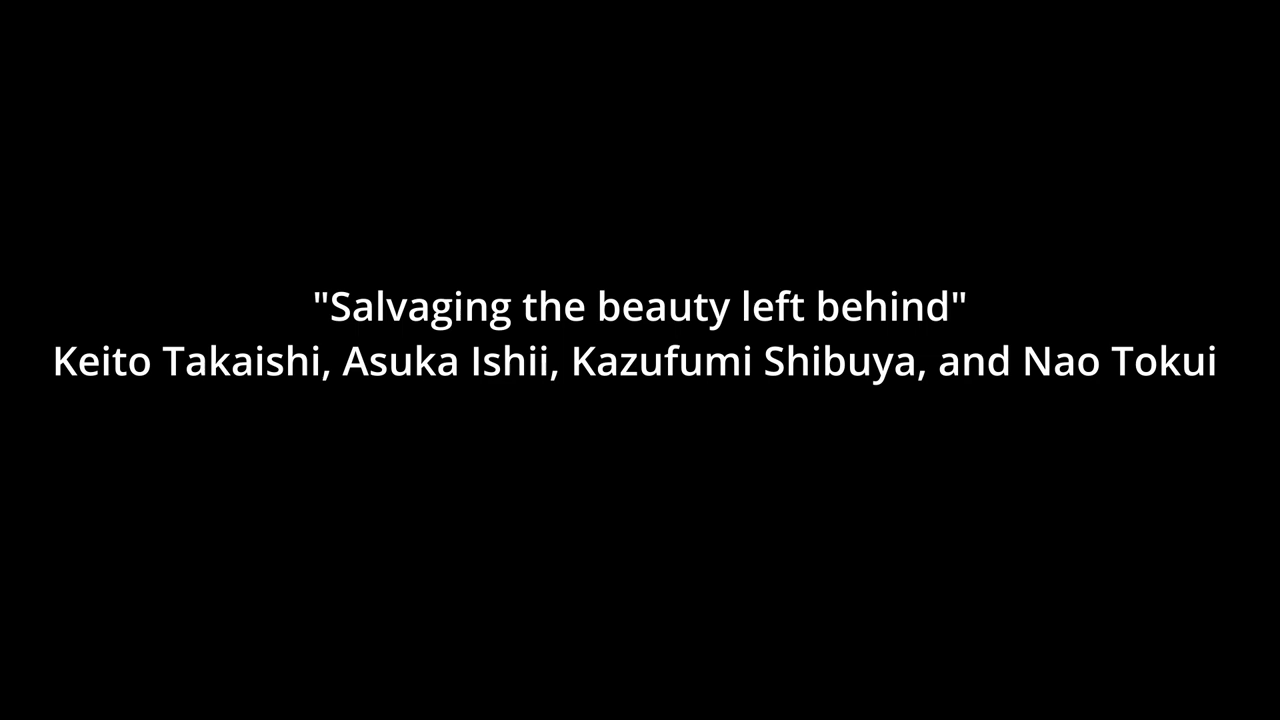 "Salvaging the beauty left behind"
Keito Takaishi, Asuka Ishii, Kazufumi Shibuya, and Nao Tokui